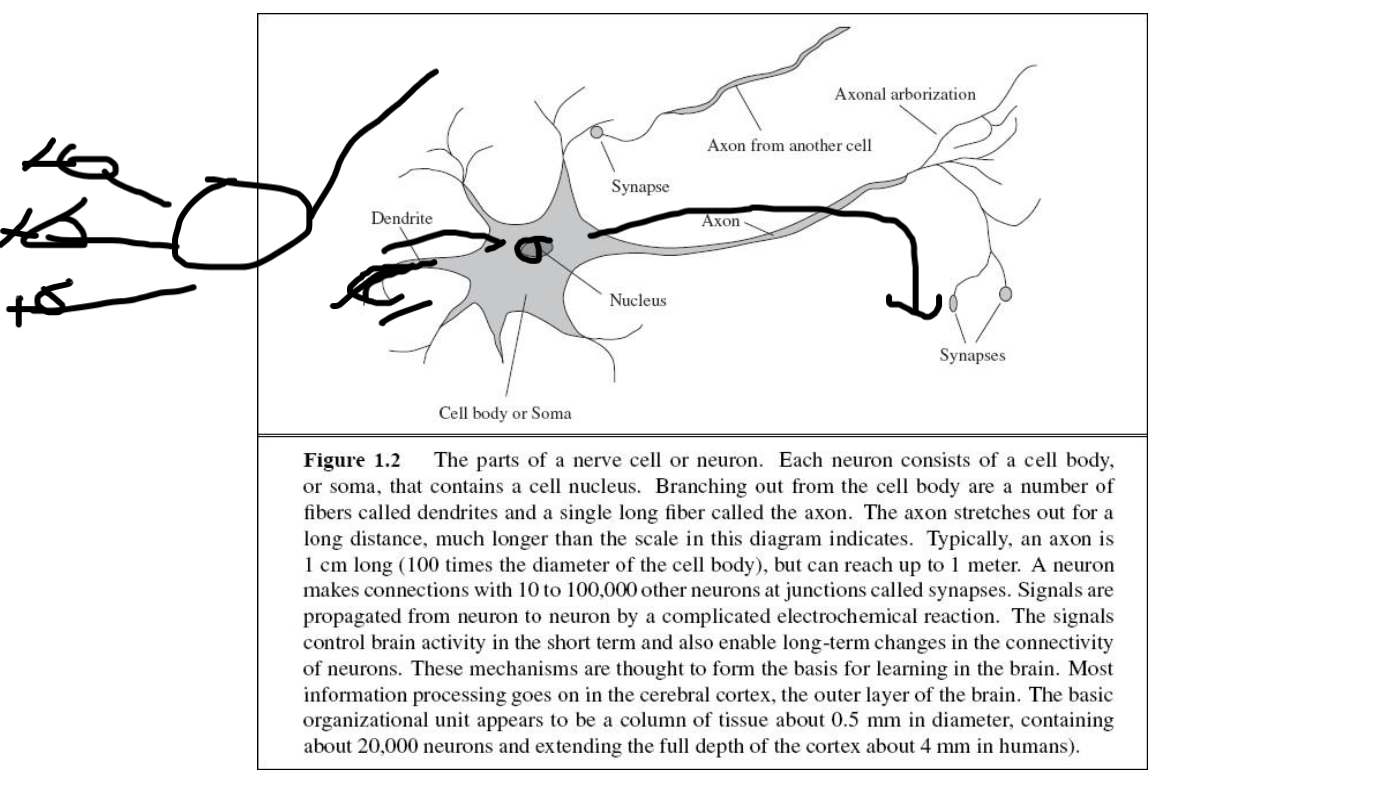 Axonal arborization
Axon from another cell
Synapse
Dendrite
Axon
Nucleus
Synapses
Cell body or Soma
Figure 1.2 The parts of a nerve cell or neuron. Each neuron consists of a cell body,
or soma, that contains a cell nucleus. Branching out from the cell body are a number of
fibers called dendrites and a single long fiber called the axon. The axon stretches out for a
long distance, much longer than the scale in this diagram indicates. Typically, an axon is
1 cm long (100 times the diameter of the cell body), but can reach up to 1 meter. A neuron
makes connections with 10 to 100,000 other neurons at junctions called synapses. Signals are
propagated from neuron to neuron by a complicated electrochemical reaction. The signals
control brain activity in the short term and also enable long-term changes in the connectivity
of neurons. These mechanisms are thought to form the basis for learning in the brain. Most
information processing goes on in the cerebral cortex, the outer layer of the brain. The basic
organizational unit appears to be a column of tissue about 0.5 mm in diameter, containing
about 20,000 neurons and extending the full depth of the cortex about 4 mm in humans).